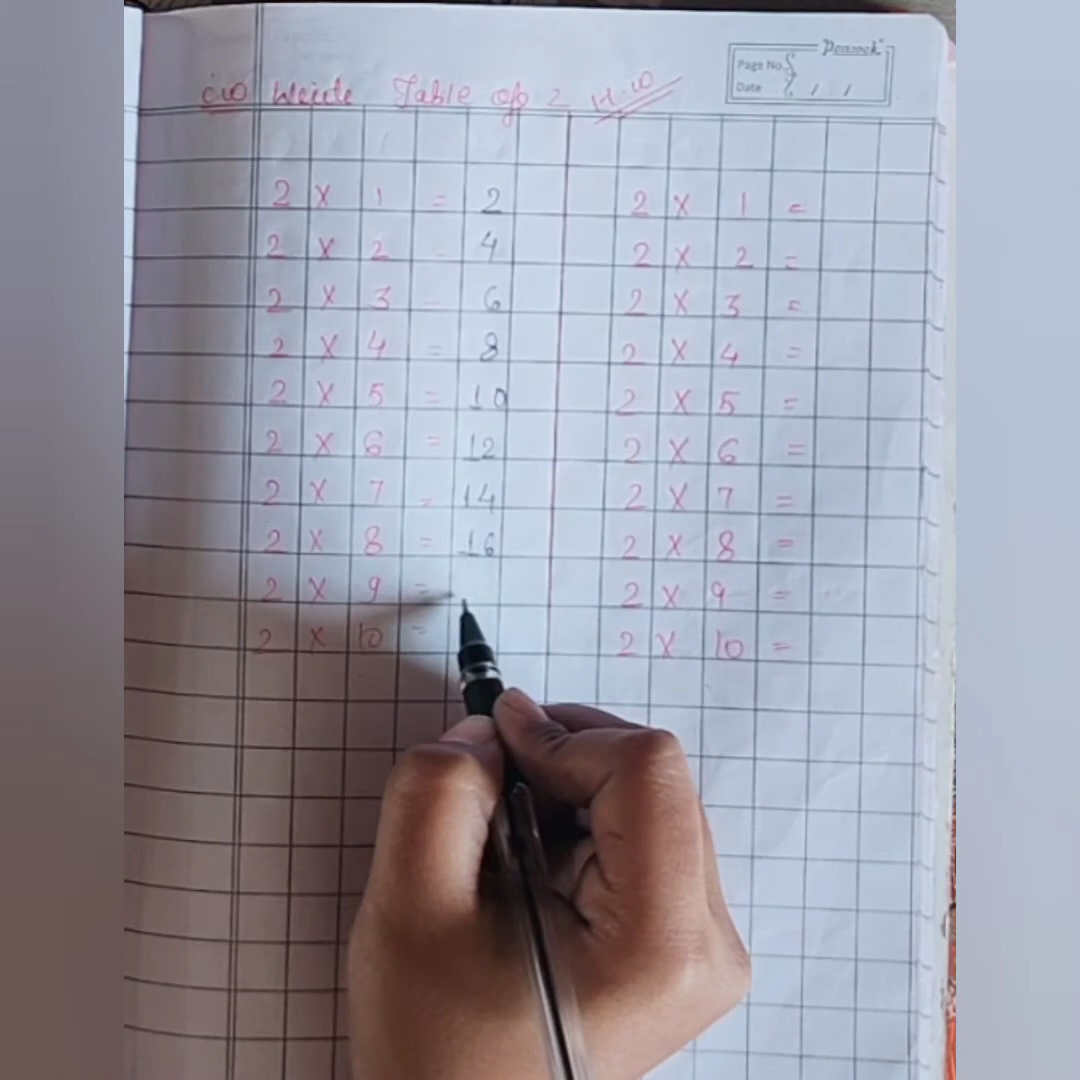 Peacock
Page No.
Date / /
cw Write Table of 2 H.W
2 X 1 = 2 2 X 1 =
2 X 2 = 4 2 X 2 =
2 X 3 = 6 2 X 3 =
2 X 4 = 8 2 X 4 =
2 X 5 = 10 2 X 5 =
2 X 6 = 12 2 X 6 =
2 X 7 = 14 2 X 7 =
2 X 8 = 16 2 X 8 =
2 X 9 = 2 X 9 =
2 X 10 = 2 X 10 =